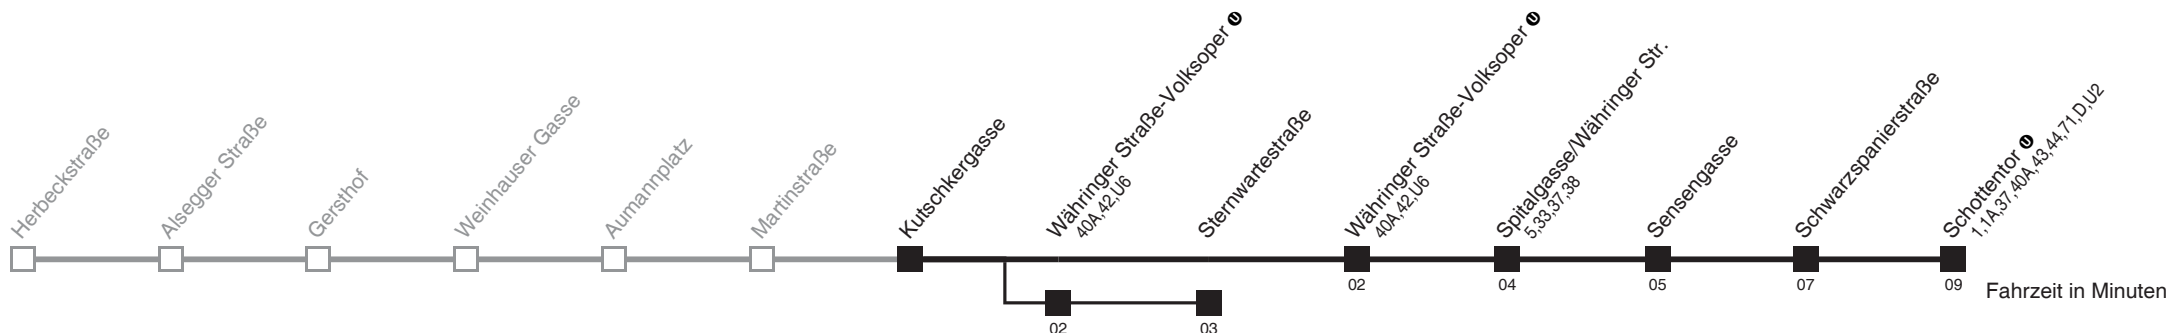 Herbeckstraße
Alsegger Straße
Gersthof
Weinhauser Gasse
Aumannplatz
Martinstraße
Kutschkergasse
Währinger Straße-Volksoper U
40A,42,U6
Sternwartestraße
Währinger Straße-Volksoper U
40A,42,U6
Spitalgasse/Währinger Str.
5,33,37,38
Sensengasse
Schwarzspanierstraße
Schottentor U
1,1A,37,40A,43,44,71,D,U2
02
04
05
07
09
Fahrzeit in Minuten
02
03